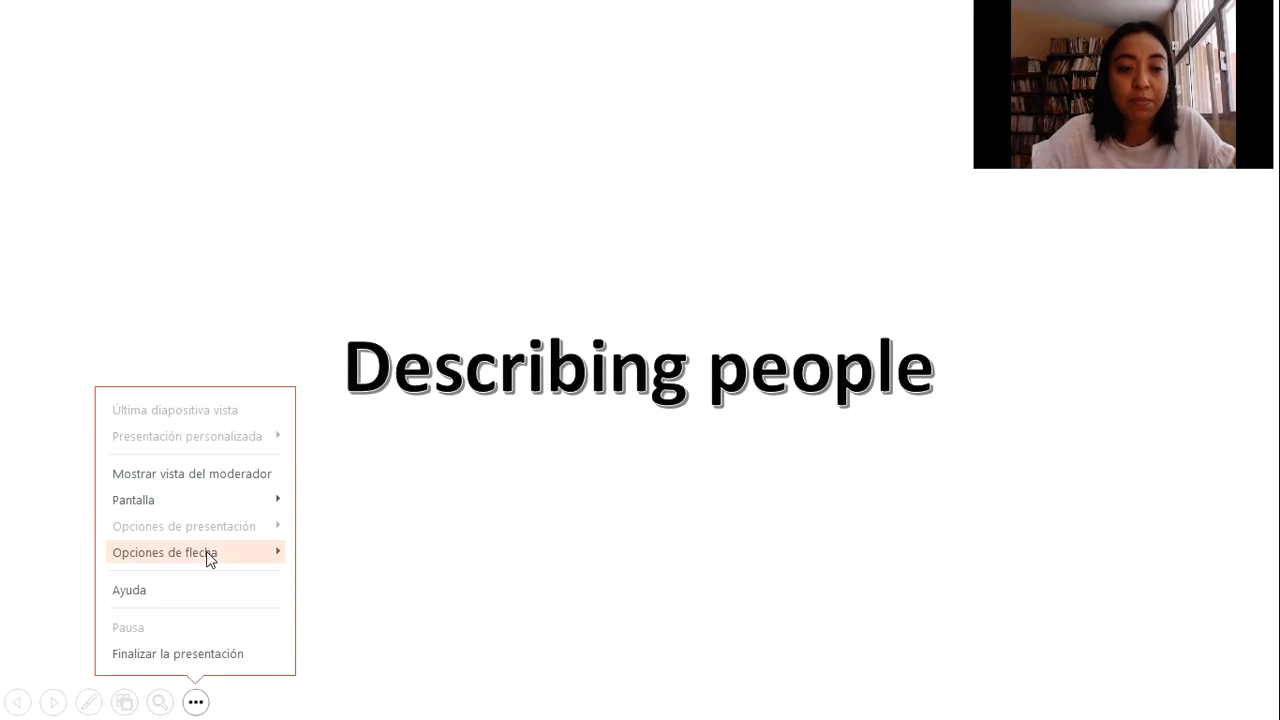 Describing people
Última diapositiva vista
Presentación personalizada
Mostrar vista del moderador
Pantalla
Opciones de presentación
Opciones de flecha
Ayuda
Pausa
Finalizar la presentación